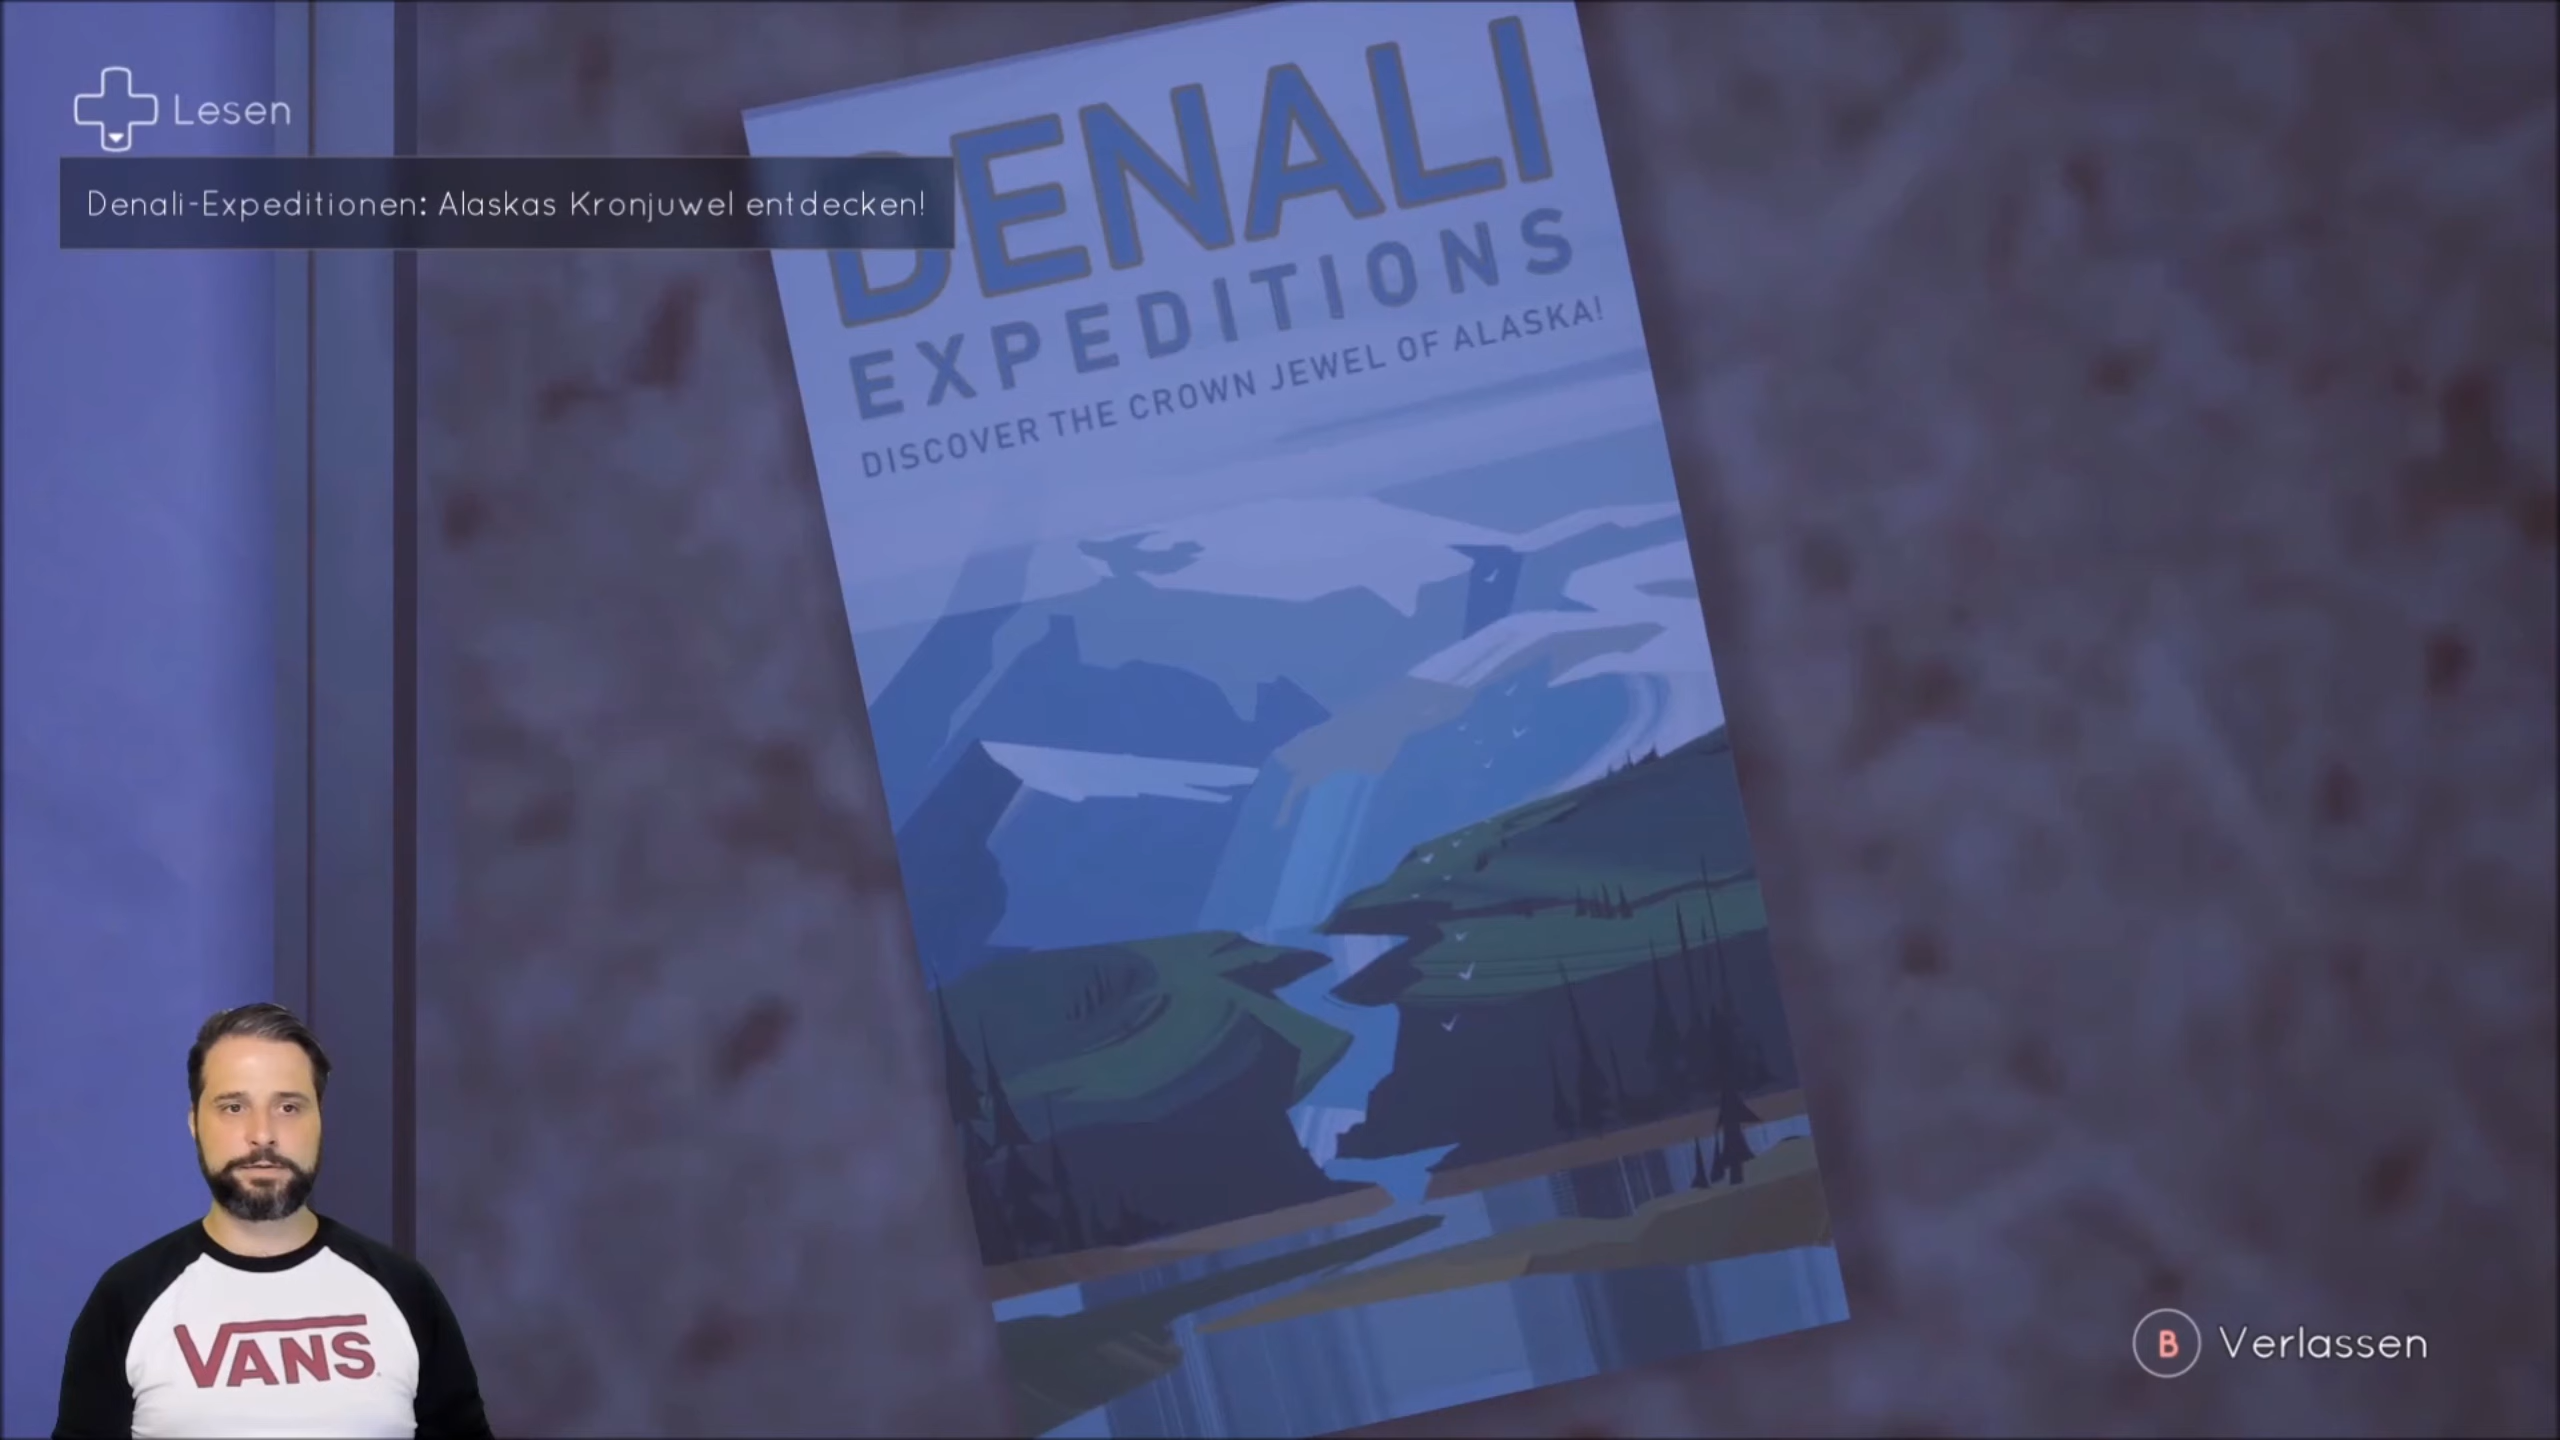 Lesen
Denali-Expeditionen: Alaskas Kronjuwel entdecken!
DENALI
EXPEDITIONS
DISCOVER THE CROWN JEWEL OF ALASKA!
VANS
B Verlassen